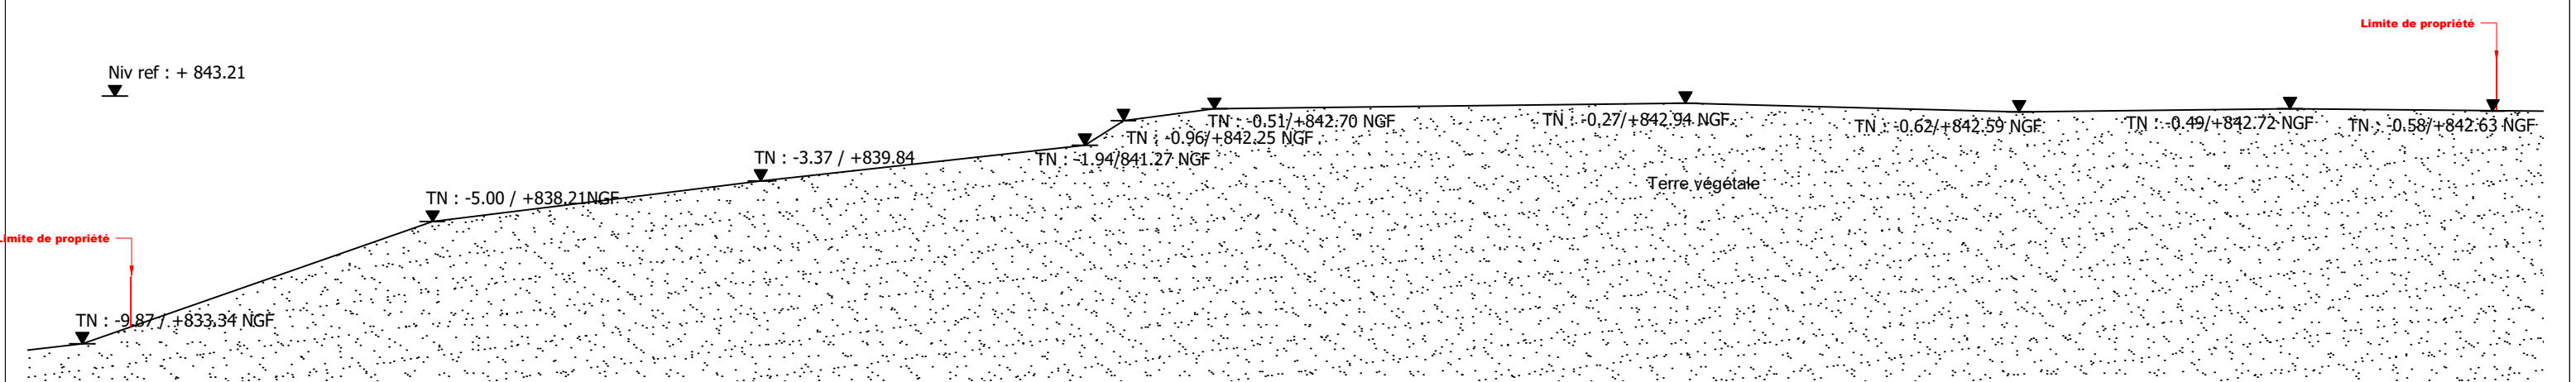 Limite de propriété
Niv ref : + 843.21
TN : -0.51/+842.70 NGF
TN : -0.27/+842.94 NGF
TN : -0.62/+842.59 NGF
TN : -0.49/+842.72 NGF
TN : -0.58/+842.63 NGF
TN : -0.96/+842.25 NGF
TN : -3.37 / +839.84
TN : -1.94/841.27 NGF
Terre végétale
TN : -5.00 / +838.21NGF
Limite de propriété
TN : -9.87 / +833.34 NGF